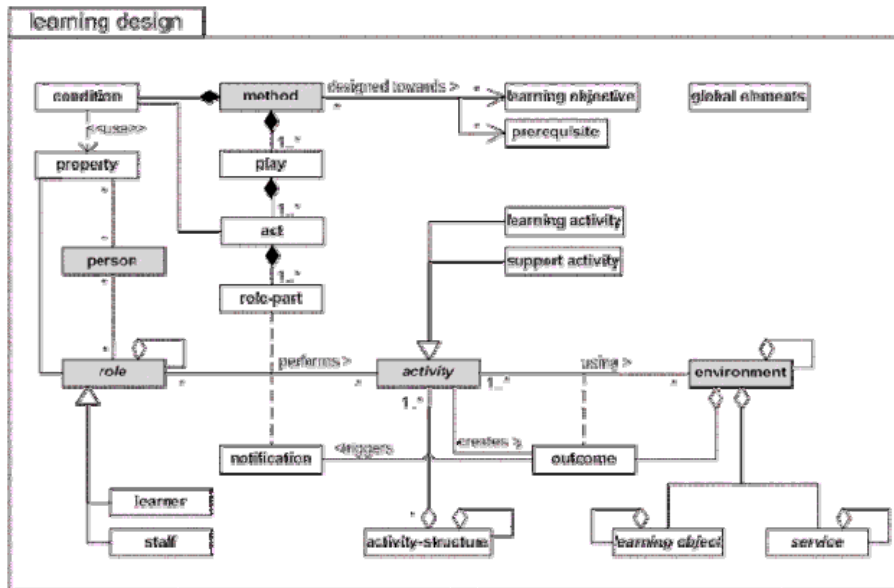 learning design
condition
method
designed towards >
*
*
learning objective
global elements
<<use>>
*
prerequisite
1..*
property
play
*
1..*
act
learning activity
*
person
support activity
1..*
role-part
*
role
performs >
activity
using >
environment
*
*
1..*
*
1..*
notification
<triggers
creates >
outcome
learner
*
staff
activity-structure
learning object
service